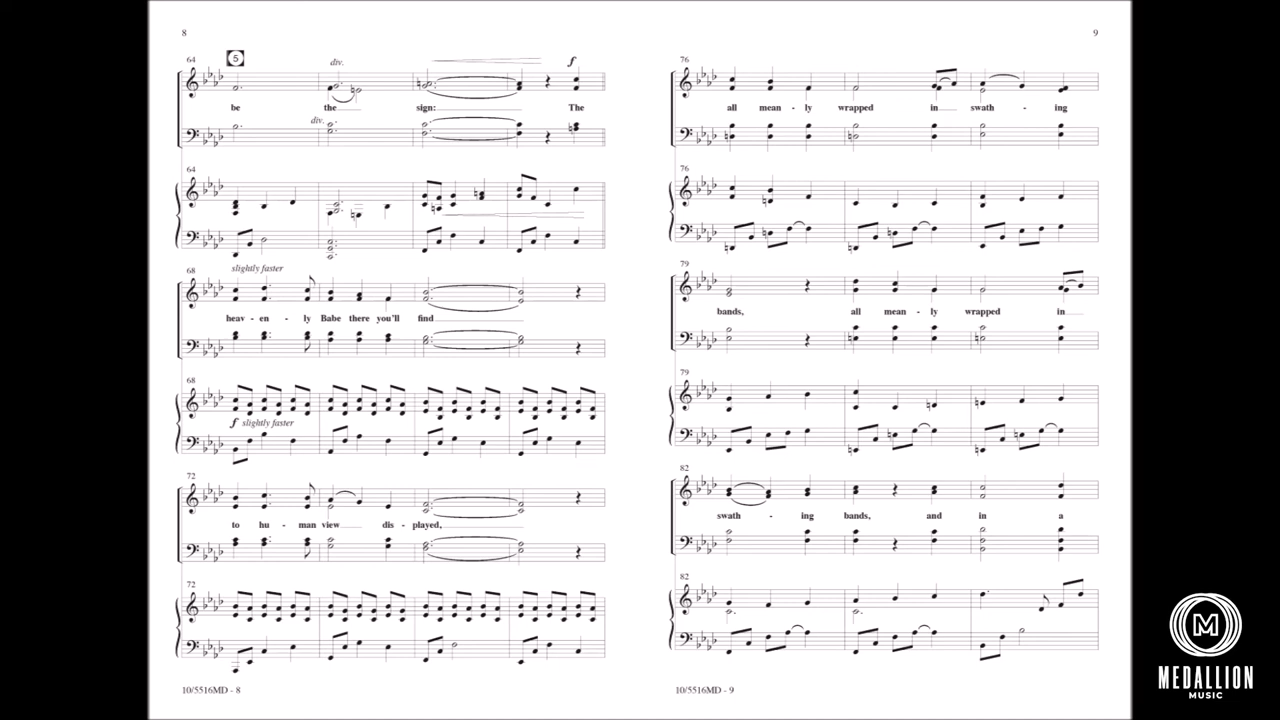 8
64
5
div.
f
be the sign: The
div.
64
68
slightly faster
heav - en - ly Babe there you'll find
68
f slightly faster
72
to hu - man view dis - played,
72
10/5516MD - 8
9
76
all mean - ly wrapped in swath - ing
76
79
bands, all mean - ly wrapped in
79
82
swath - ing bands, and in a
82
10/5516MD - 9
M
MEDALLION
MUSIC